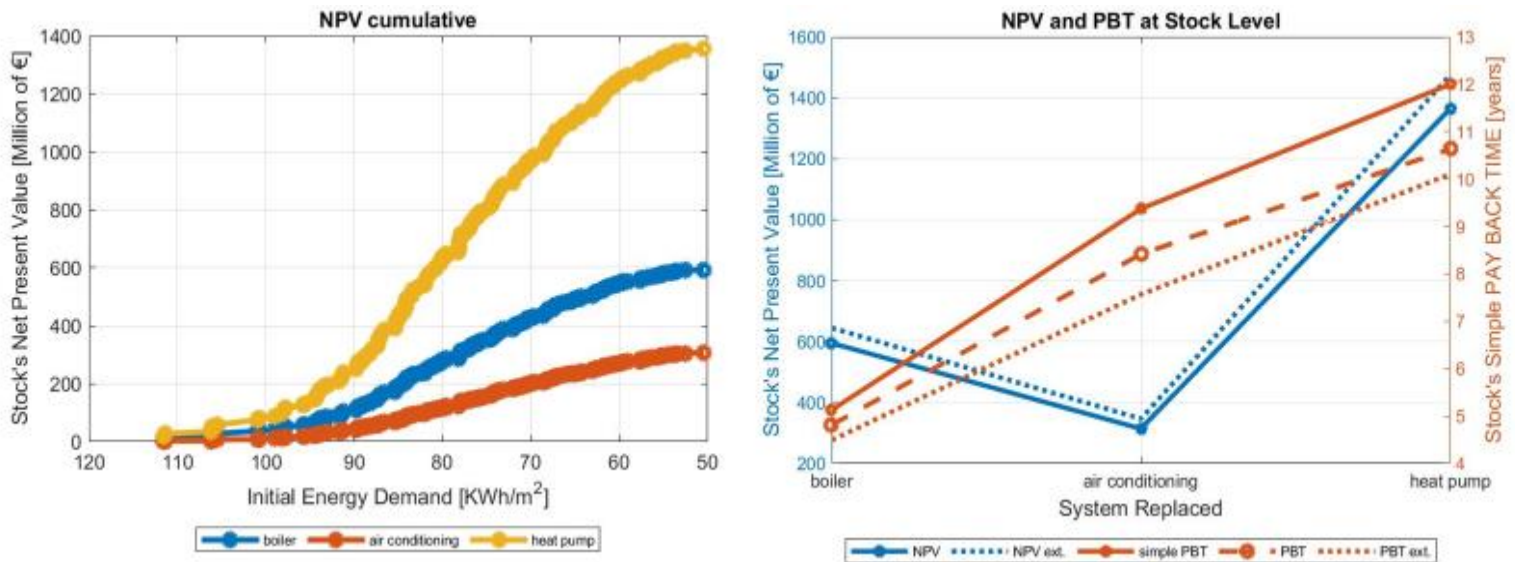 NPV cumulative
Stock's Net Present Value [Million of €]
1400
1200
1000
800
600
400
200
0
120 110 100 90 80 70 60 50
Initial Energy Demand [KWh/m²]
boiler air conditioning heat pump
NPV and PBT at Stock Level
Stock's Net Present Value [Million of €]
1600
1400
1200
1000
800
600
400
200
13
12
11
10
9
8
7
6
5
4
Stock's Simple PAY BACK TIME [years]
boiler air conditioning heat pump
System Replaced
NPV NPV ext. simple PBT PBT PBT ext.